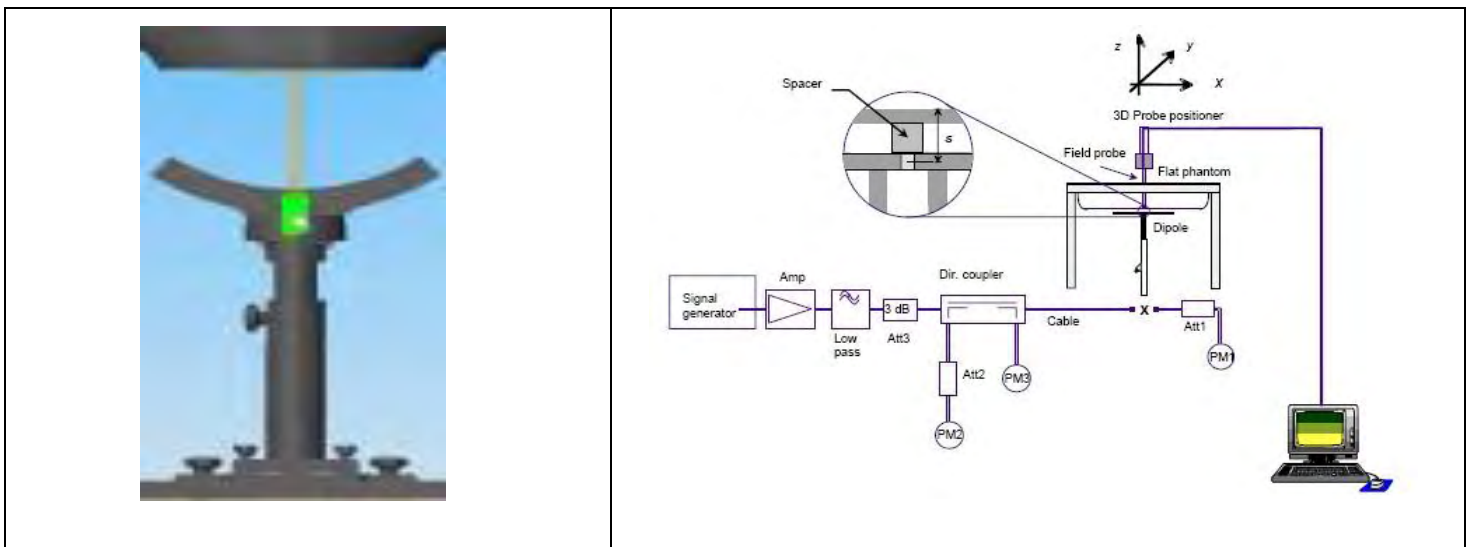 z
y
x
Spacer
s
3D Probe positioner
Field probe
Flat phantom
Dipole
Signal
generator
Amp
Low
pass
3 dB
Att3
Dir. coupler
Att2
PM3
PM2
Cable
X
Att1
PM1